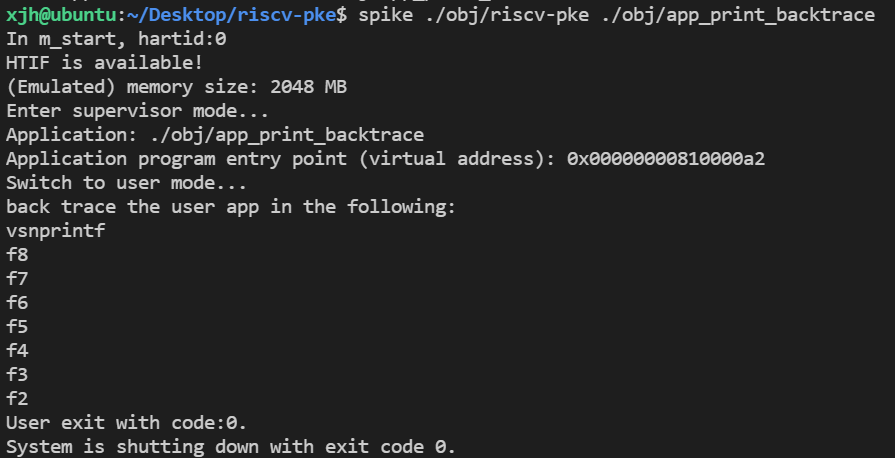 xjh@ubuntu:~/Desktop/riscv-pke$ spike ./obj/riscv-pke ./obj/app_print_backtrace
In m_start, hartid:0
HTIF is available!
(Emulated) memory size: 2048 MB
Enter supervisor mode...
Application: ./obj/app_print_backtrace
Application program entry point (virtual address): 0x00000000810000a2
Switch to user mode...
back trace the user app in the following:
vsnprintf
f8
f7
f6
f5
f4
f3
f2
User exit with code:0.
System is shutting down with exit code 0.